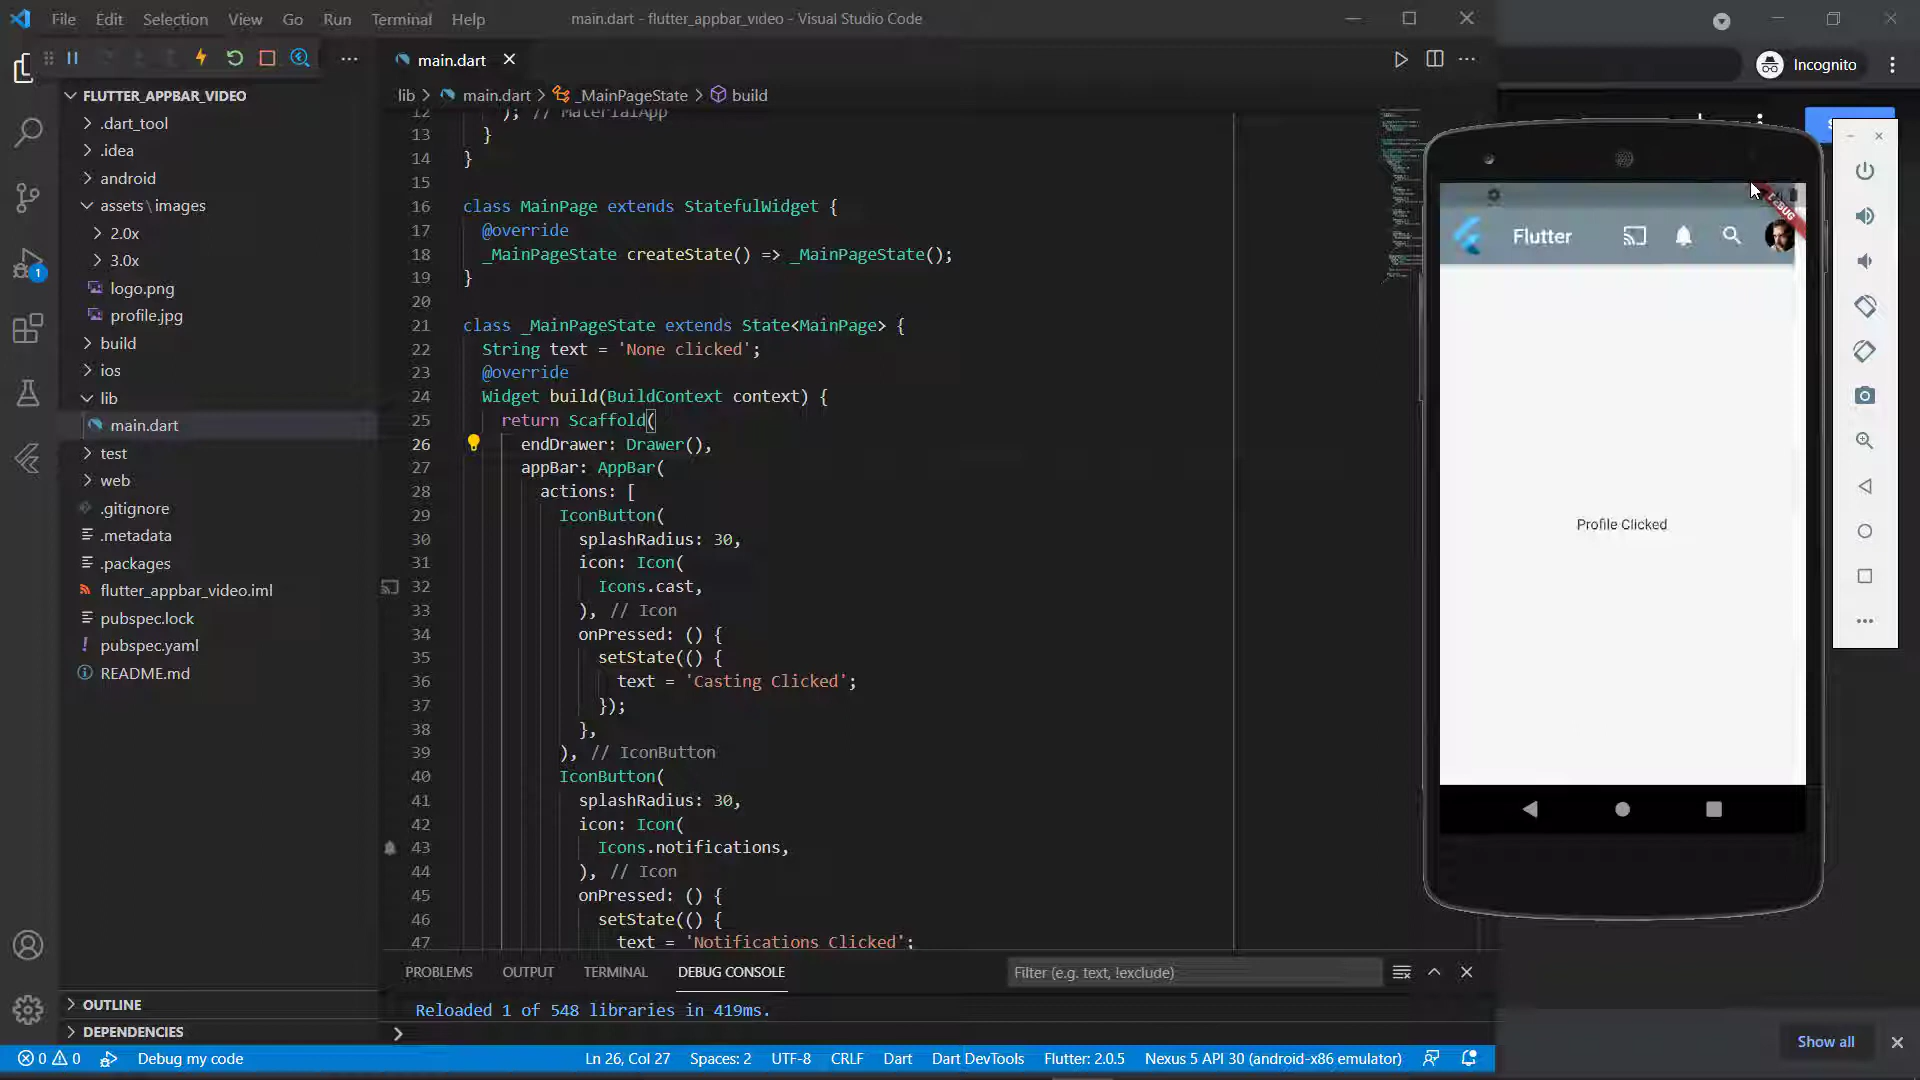 File Edit Selection View Go Run Terminal Help
main.dart - flutter_appbar_video - Visual Studio Code
main.dart
Incognito
FLUTTER_APPBAR_VIDEO
lib > main.dart > _MainPageState > build
.dart_tool
.idea
android
assets\images
2.0x
3.0x
logo.png
profile.jpg
build
ios
lib
main.dart
test
web
.gitignore
.metadata
.packages
flutter_appbar_video.iml
pubspec.lock
pubspec.yaml
README.md
OUTLINE
DEPENDENCIES
1
12 ); // MaterialApp
13 }
14 }
15
16 class MainPage extends StatefulWidget {
17 @override
18 _MainPageState createState() => _MainPageState();
19 }
20
21 class _MainPageState extends State<MainPage> {
22 String text = 'None clicked';
23 @override
24 Widget build(BuildContext context) {
25 return Scaffold(
26 endDrawer: Drawer(),
27 appBar: AppBar(
28 actions: [
29 IconButton(
30 splashRadius: 30,
31 icon: Icon(
32 Icons.cast,
33 ), // Icon
34 onPressed: () {
35 setState(() {
36 text = 'Casting Clicked';
37 });
38 },
39 ), // IconButton
40 IconButton(
41 splashRadius: 30,
42 icon: Icon(
43 Icons.notifications,
44 ), // Icon
45 onPressed: () {
46 setState(() {
47 text = 'Notifications Clicked';
Flutter
DEBUG
Profile Clicked
PROBLEMS OUTPUT TERMINAL DEBUG CONSOLE
Filter (e.g. text, !exclude)
Reloaded 1 of 548 libraries in 419ms.
0 0 Debug my code
Ln 26, Col 27 Spaces: 2 UTF-8 CRLF Dart Dart DevTools Flutter: 2.0.5 Nexus 5 API 30 (android-x86 emulator)
Show all